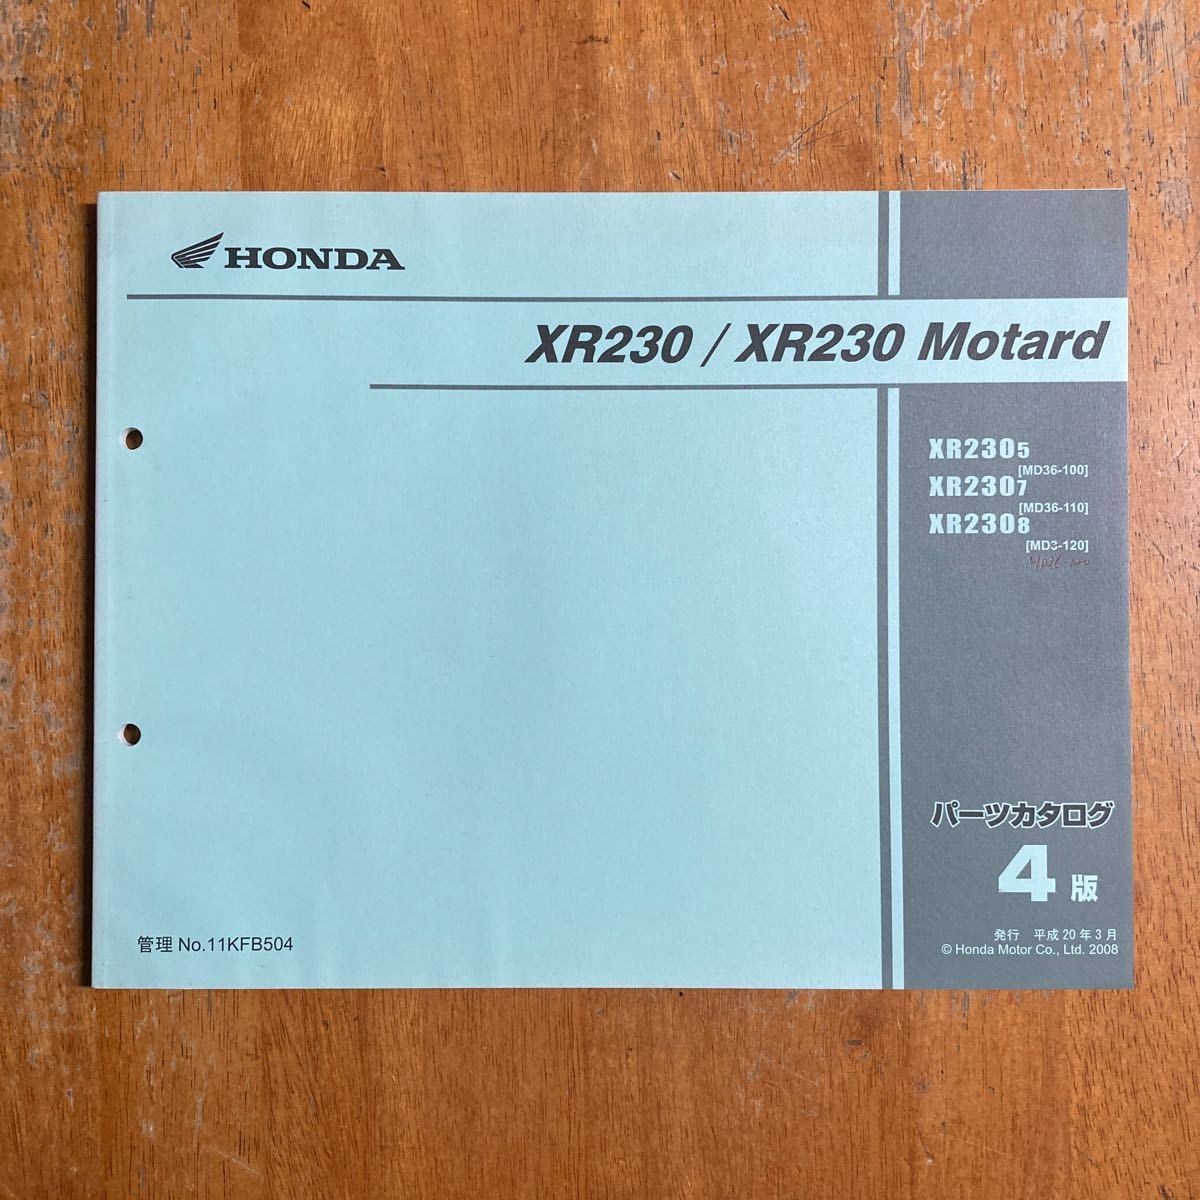 HONDA
XR230 / XR230 Motard
XR2305
[MD36-100]
XR2307
[MD36-110]
XR2308
[MD3-120]
MD36-120
パーツカタログ
4版
管理 No.11KFB504
発行 平成20年3月
© Honda Motor Co., Ltd. 2008